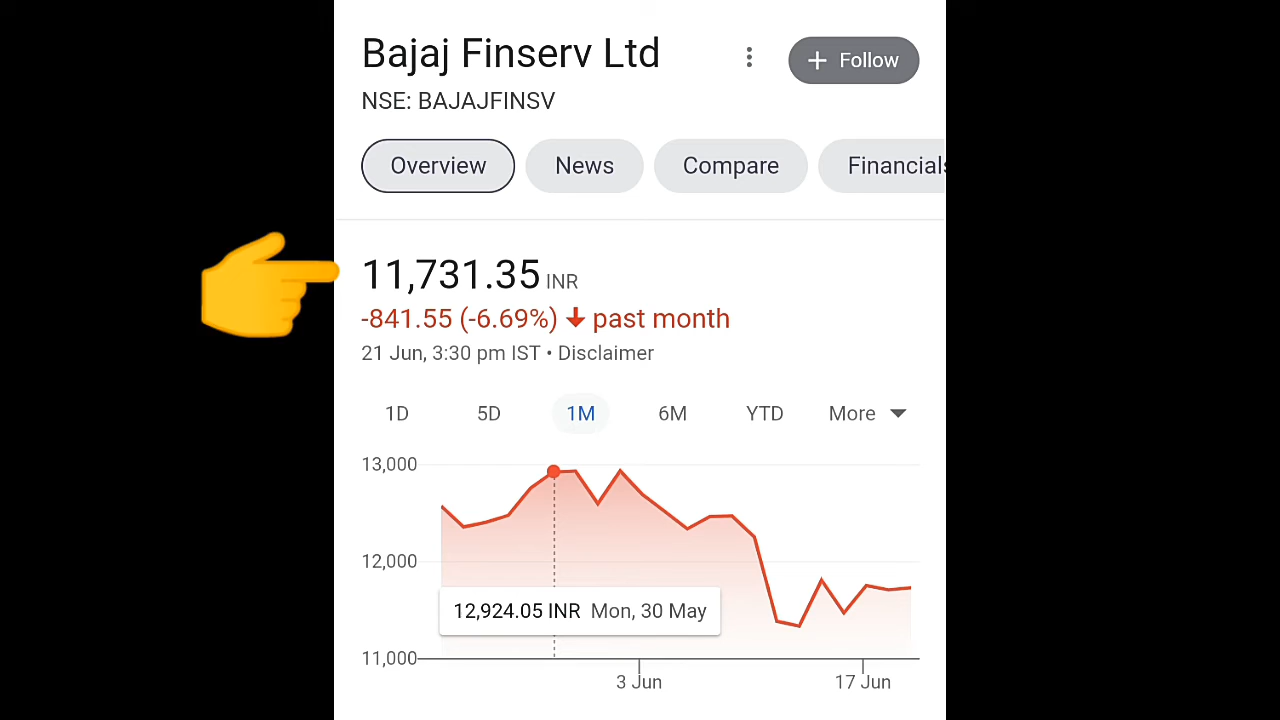 Bajaj Finserv Ltd
+ Follow
NSE: BAJAJFINSV
Overview News Compare Financials
11,731.35 INR
-841.55 (-6.69%) ↓ past month
21 Jun, 3:30 pm IST • Disclaimer
1D 5D 1M 6M YTD More
13,000
12,000
12,924.05 INR Mon, 30 May
11,000
3 Jun 17 Jun